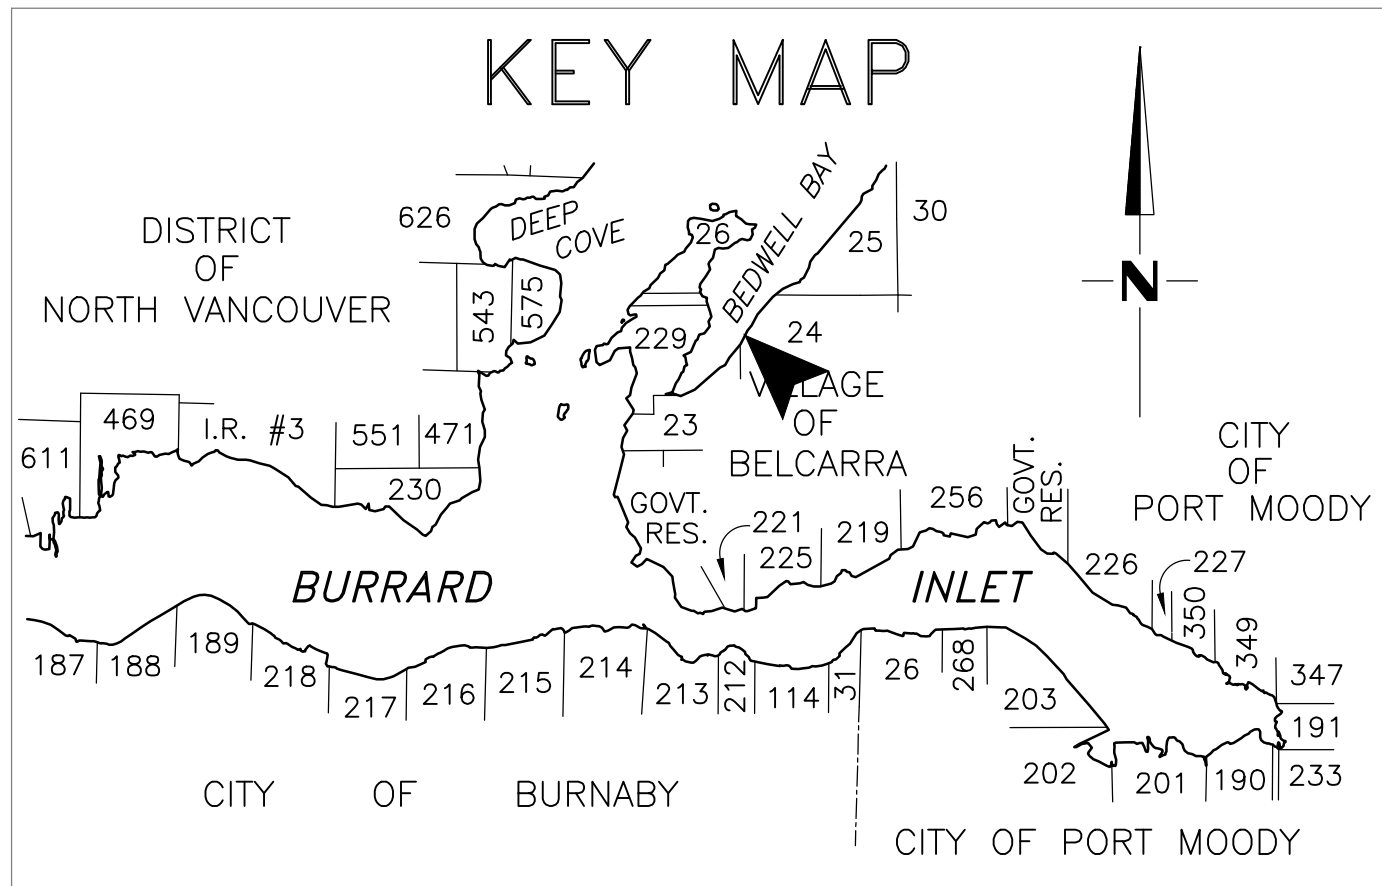 KEY MAP
BEDWELL BAY
626
DEEP
COVE
26
30
25
DISTRICT
OF
NORTH VANCOUVER
N
543
575
229
24
VILLAGE
OF
BELCARRA
469
I.R. #3
551
471
23
611
230
CITY
OF
PORT MOODY
GOVT.
RES.
221
225
219
256
GOVT.
RES.
226
227
350
349
347
BURRARD
INLET
187
188
189
218
217
216
215
214
213
212
114
31
26
268
203
191
202
201
190
233
CITY OF BURNABY
CITY OF PORT MOODY